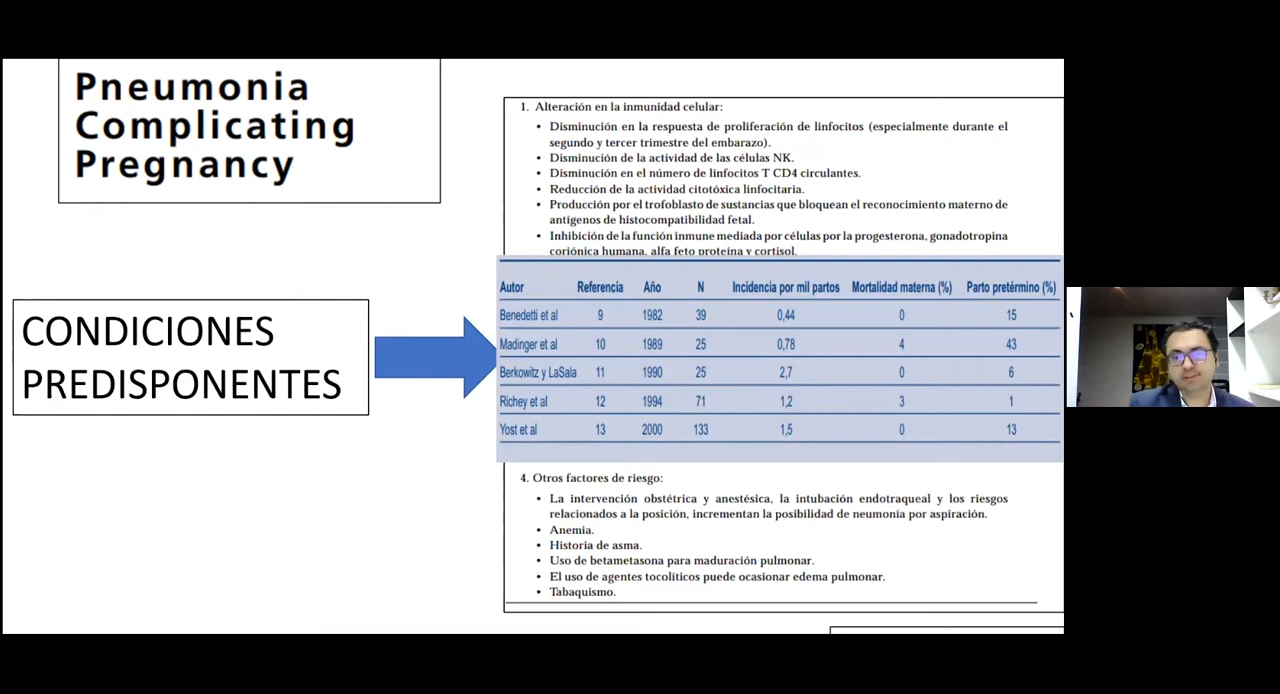 Pneumonia
Complicating
Pregnancy
CONDICIONES
PREDISPONENTES
1. Alteración en la inmunidad celular:
• Disminución en la respuesta de proliferación de linfocitos (especialmente durante el
segundo y tercer trimestre del embarazo).
• Disminución de la actividad de las células NK.
• Disminución en el número de linfocitos T CD4 circulantes.
• Reducción de la actividad citotóxica linfocitaria.
• Producción por el trofoblasto de sustancias que bloquean el reconocimiento materno de
antígenos de histocompatibilidad fetal.
• Inhibición de la función inmune mediada por células por la progesterona, gonadotropina
coriónica humana, alfa feto proteína y cortisol.
Autor Referencia Año N Incidencia por mil partos Mortalidad materna (%) Parto pretérmino (%)
Benedetti et al 9 1982 39 0,44 0 15
Madinger et al 10 1989 25 0,78 4 43
Berkowitz y LaSala 11 1990 25 2,7 0 6
Richey et al 12 1994 71 1,2 3 1
Yost et al 13 2000 133 1,5 0 13
4. Otros factores de riesgo:
• La intervención obstétrica y anestésica, la intubación endotraqueal y los riesgos
relacionados a la posición, incrementan la posibilidad de neumonía por aspiración.
• Anemia.
• Historia de asma.
• Uso de betametasona para maduración pulmonar.
• El uso de agentes tocolíticos puede ocasionar edema pulmonar.
• Tabaquismo.